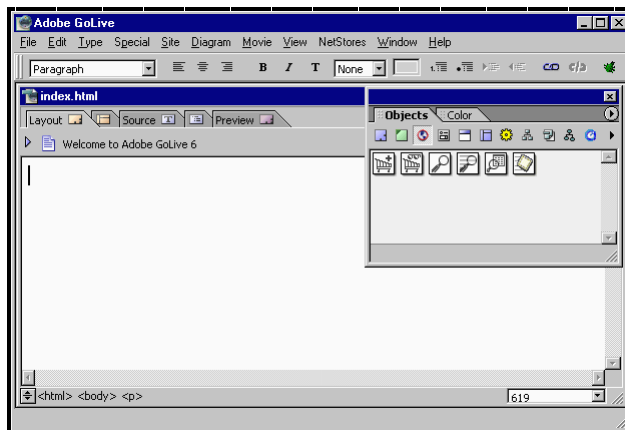 Adobe GoLive
File Edit Type Special Site Diagram Movie View NetStores Window Help
Paragraph B I T None
index.html
Layout Source Preview
Objects Color
Welcome to Adobe GoLive 6
<html> <body> <p>
619